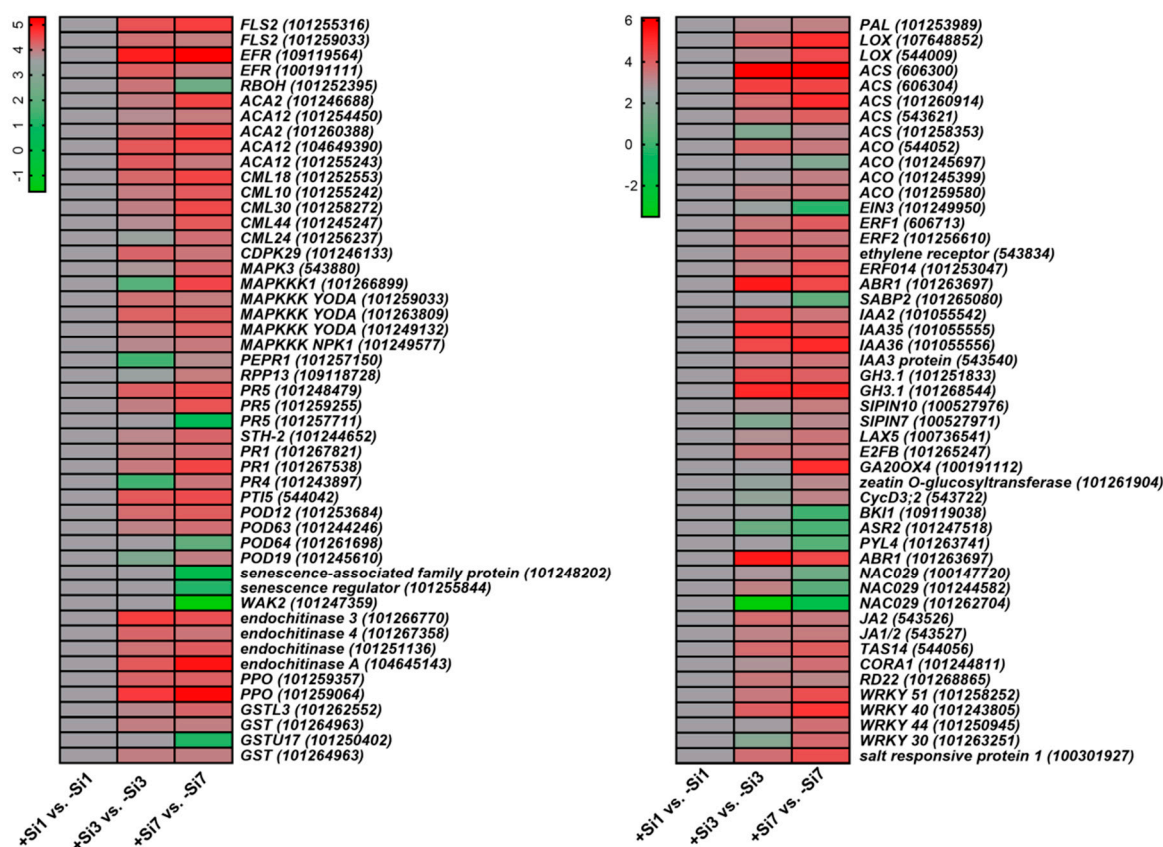 5
4
3
2
1
0
-1
FLS2 (101255316)
FLS2 (101259033)
EFR (109119564)
EFR (100191111)
RBOH (101252395)
ACA2 (101246688)
ACA12 (101254450)
ACA2 (101260388)
ACA12 (104649390)
ACA12 (101255243)
CML18 (101252553)
CML10 (101255242)
CML30 (101258272)
CML44 (101245247)
CML24 (101256237)
CDPK29 (101246133)
MAPK3 (543880)
MAPKKK1 (101266899)
MAPKKK YODA (101259033)
MAPKKK YODA (101263809)
MAPKKK YODA (101249132)
MAPKKK NPK1 (101249577)
PEPR1 (101257150)
RPP13 (109118728)
PR5 (101248479)
PR5 (101259255)
PR5 (101257711)
STH-2 (101244652)
PR1 (101267821)
PR1 (101267538)
PR4 (101243897)
PTI5 (544042)
POD12 (101253684)
POD63 (101244246)
POD64 (101261698)
POD19 (101245610)
senescence-associated family protein (101248202)
senescence regulator (101255844)
WAK2 (101247359)
endochitinase 3 (101266770)
endochitinase 4 (101267358)
endochitinase (101251136)
endochitinase A (104645143)
PPO (101259357)
PPO (101259064)
GSTL3 (101262552)
GST (101264963)
GSTU17 (101250402)
GST (101264963)
+Si1 vs. -Si1
+Si3 vs. -Si3
+Si7 vs. -Si7
6
4
2
0
-2
PAL (101253989)
LOX (107648852)
LOX (544009)
ACS (606300)
ACS (606304)
ACS (101260914)
ACS (543621)
ACS (101258353)
ACO (544052)
ACO (101245697)
ACO (101245399)
ACO (101259580)
EIN3 (101249950)
ERF1 (606713)
ERF2 (101256610)
ethylene receptor (543834)
ERF014 (101253047)
ABR1 (101263697)
SABP2 (101265080)
IAA2 (101055542)
IAA35 (101055555)
IAA36 (101055556)
IAA3 protein (543540)
GH3.1 (101251833)
GH3.1 (101268544)
SlPIN10 (100527976)
SlPIN7 (100527971)
LAX5 (100736541)
E2FB (101265247)
GA20OX4 (100191112)
zeatin O-glucosyltransferase (101261904)
CycD3;2 (543722)
BKI1 (109119038)
ASR2 (101247518)
PYL4 (101263741)
ABR1 (101263697)
NAC029 (100147720)
NAC029 (101244582)
NAC029 (101262704)
JA2 (543526)
JA1/2 (543527)
TAS14 (544056)
CORA1 (101244811)
RD22 (101268865)
WRKY 51 (101258252)
WRKY 40 (101243805)
WRKY 44 (101250945)
WRKY 30 (101263251)
salt responsive protein 1 (100301927)
+Si1 vs. -Si1
+Si3 vs. -Si3
+Si7 vs. -Si7